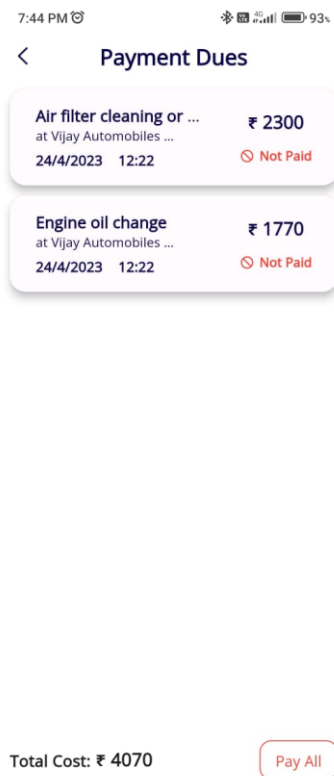 7:44 PM
4G 93%
Payment Dues
Air filter cleaning or ...
₹ 2300
at Vijay Automobiles ...
24/4/2023 12:22
Not Paid
Engine oil change
₹ 1770
at Vijay Automobiles ...
24/4/2023 12:22
Not Paid
Total Cost: ₹ 4070
Pay All